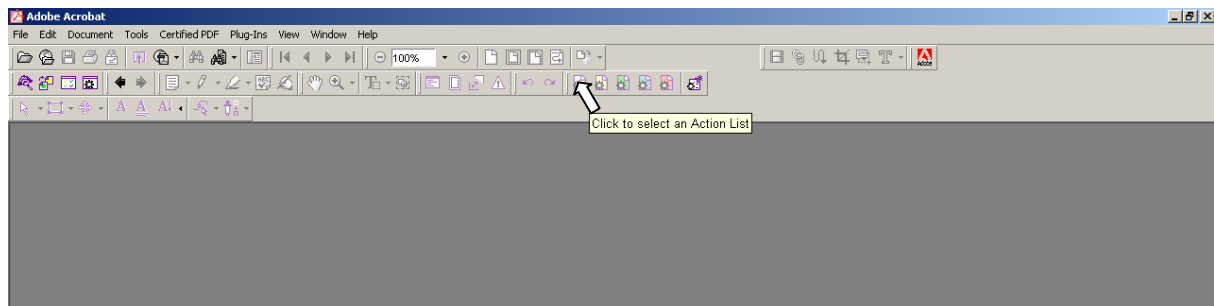 Adobe Acrobat
File Edit Document Tools Certified PDF Plug-Ins View Window Help
100%
Adobe
Click to select an Action List